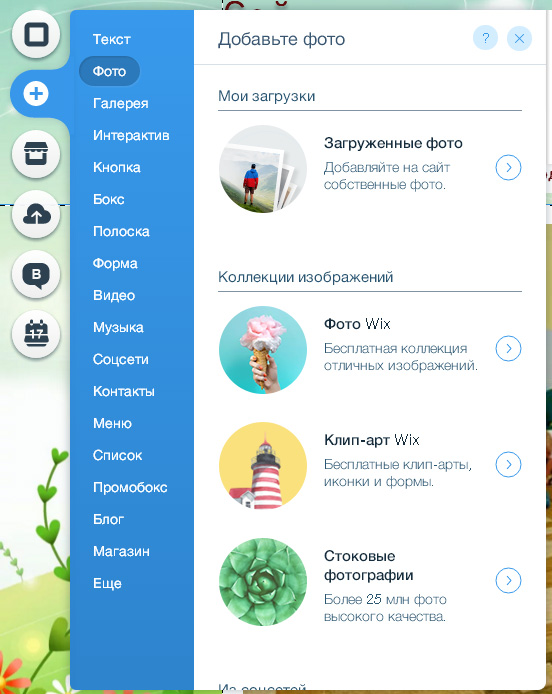 Текст
Фото
Галерея
Интерактив
Кнопка
Бокс
Полоска
Форма
Видео
Музыка
Соцсети
Контакты
Меню
Список
Промобокс
Блог
Магазин
Еще
B
17
Добавьте фото
?
Мои загрузки
Загруженные фото
Добавляйте на сайт
собственные фото.
Коллекции изображений
Фото Wix
Бесплатная коллекция
отличных изображений.
Клип-арт Wix
Бесплатные клип-арты,
иконки и формы.
Стоковые
фотографии
Более 25 млн фото
высокого качества.